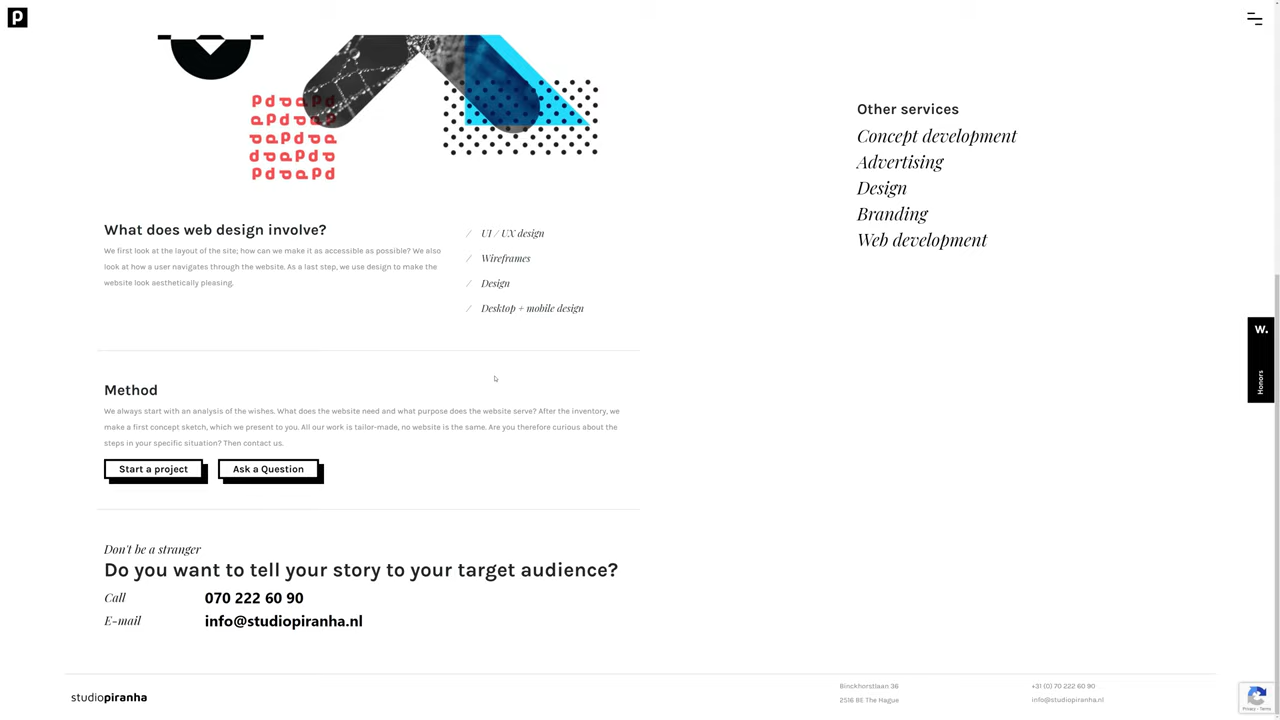 p
What does web design involve?
We first look at the layout of the site; how can we make it as accessible as possible? We also
look at how a user navigates through the website. As a last step, we use design to make the
website look aesthetically pleasing.
/ UI / UX design
/ Wireframes
/ Design
/ Desktop + mobile design
Method
We always start with an analysis of the wishes. What does the website need and what purpose does the website serve? After the inventory, we
make a first concept sketch, which we present to you. All our work is tailor-made, no website is the same. Are you therefore curious about the
steps in your specific situation? Then contact us.
Start a project
Ask a Question
Don't be a stranger
Do you want to tell your story to your target audience?
Call 070 222 60 90
E-mail info@studiopiranha.nl
Other services
Concept development
Advertising
Design
Branding
Web development
W.
Honors
studiopiranha
Binckhorstlaan 36
2516 BE The Hague
+31 (0) 70 222 60 90
info@studiopiranha.nl
Privacy - Terms